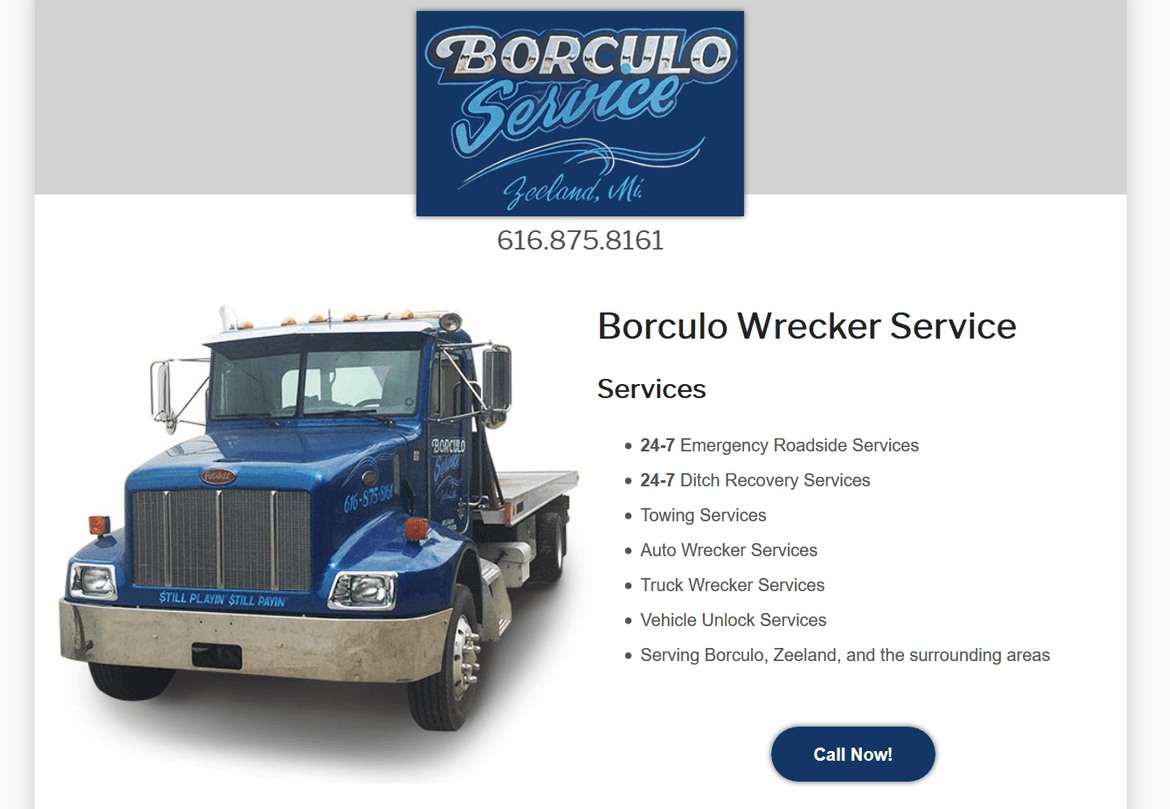 BORCULO
Service
Zeeland, Mi.
616.875.8161
Borculo Wrecker Service
Services
24-7 Emergency Roadside Services
24-7 Ditch Recovery Services
Towing Services
Auto Wrecker Services
Truck Wrecker Services
Vehicle Unlock Services
Serving Borculo, Zeeland, and the surrounding areas
Call Now!
BORCULO
Service
616-875-8161
Peterbilt
$TILL PLAYIN' $TILL PAYIN'